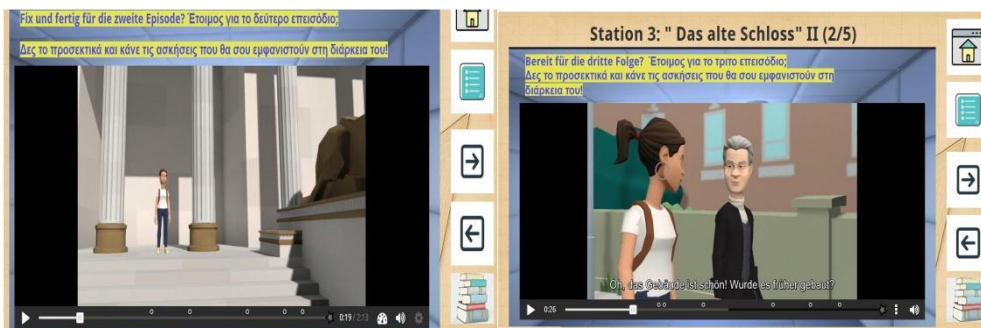 Fix und fertig für die zweite Episode? Έτοιμος για το δεύτερο επεισόδιο;
Δες το προσεκτικά και κάνε τις ασκήσεις που θα σου εμφανιστούν στη διάρκεια του!
0:19 / 2:13
Station 3: " Das alte Schloss" II (2/5)
Bereit für die dritte Folge? Έτοιμος για το τριτο επεισόδιο;
Δες το προσεκτικά και κάνε τις ασκήσεις που θα σου εμφανιστούν στη
διάρκεια του!
Oh, das Gebäude ist schön! Wurde es früher gebaut?
0:26